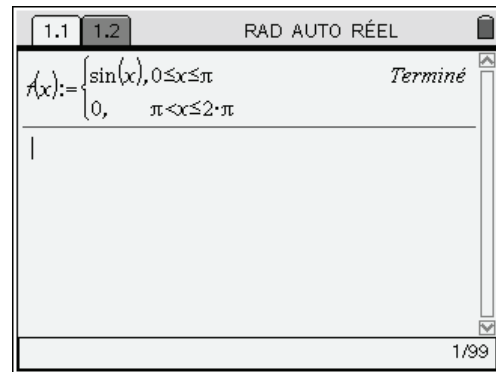 1.1 1.2 RAD AUTO RÉEL
f(x):={sin(x),0≤x≤π Terminé
0, π<x≤2·π
1/99